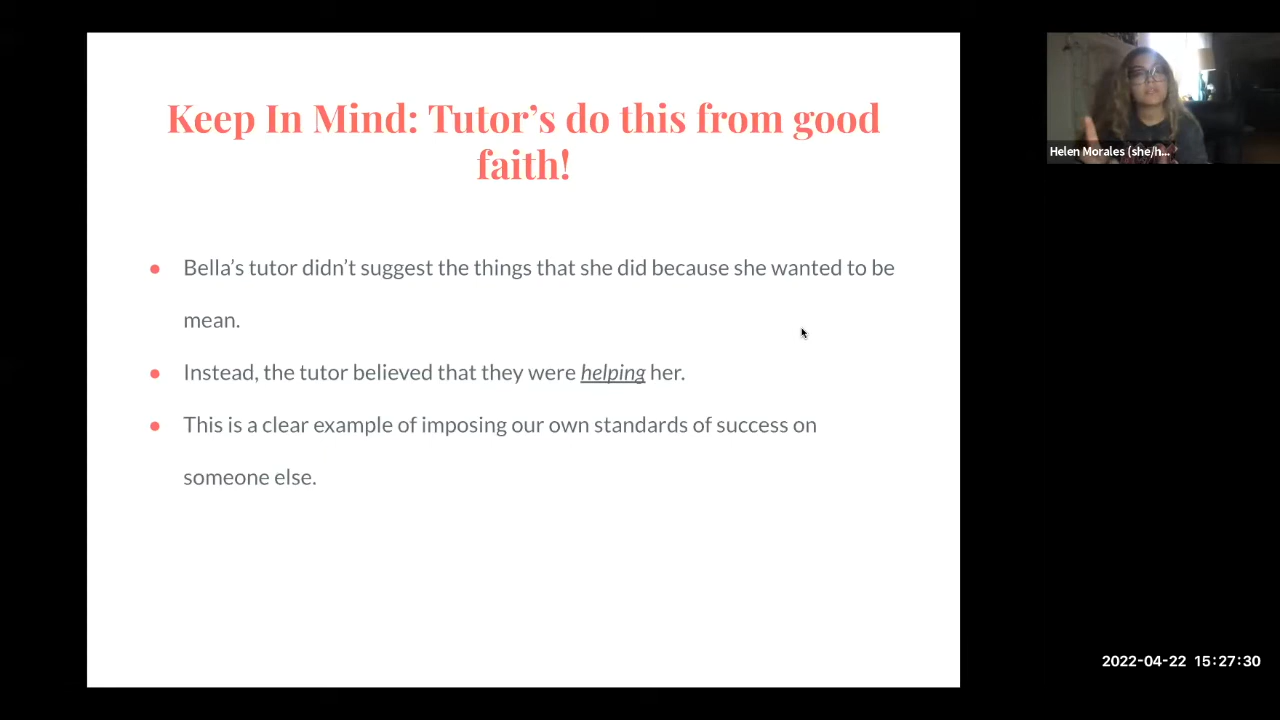 Keep In Mind: Tutor’s do this from good
faith!
● Bella’s tutor didn’t suggest the things that she did because she wanted to be
mean.
● Instead, the tutor believed that they were helping her.
● This is a clear example of imposing our own standards of success on
someone else.
Helen Morales (she/h...
2022-04-22 15:27:30